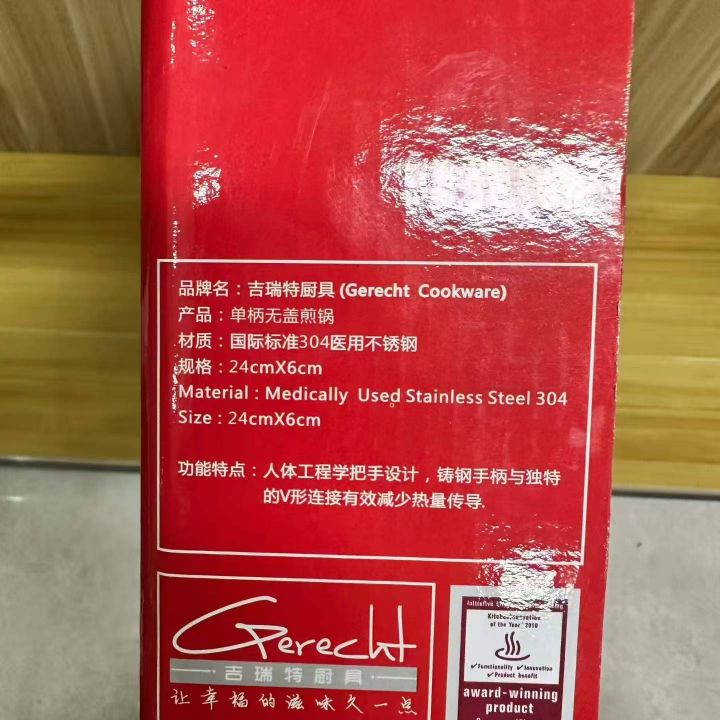 品牌名：吉瑞特厨具 (Gerecht Cookware)
产品：单柄无盖煎锅
材质：国际标准304医用不锈钢
规格：24cmX6cm
Material : Medically Used Stainless Steel 304
Size : 24cmX6cm
功能特点：人体工程学把手设计，铸钢手柄与独特
的V形连接有效减少热量传导.
Gerecht
吉瑞特厨具
让幸福的滋味久一点
Kitchen Innovation
of the Year 2010
✓Functionality ✓Innovation
✓Product benefit
award-winning
product